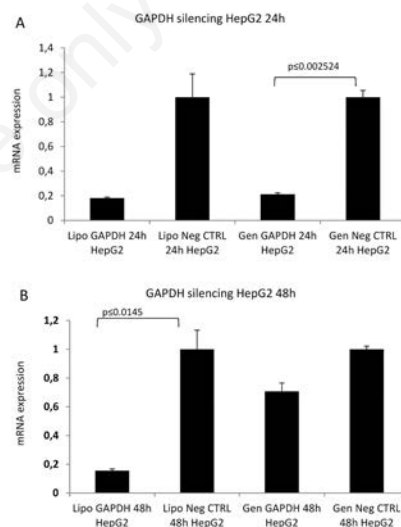 A
GAPDH silencing HepG2 24h
p≤0.002524
mRNA expression
1,4
1,2
1
0,8
0,6
0,4
0,2
0
Lipo GAPDH 24h HepG2
Lipo Neg CTRL 24h HepG2
Gen GAPDH 24h HepG2
Gen Neg CTRL 24h HepG2
B
GAPDH silencing HepG2 48h
p≤0.0145
mRNA expression
1,2
1
0,8
0,6
0,4
0,2
0
Lipo GAPDH 48h HepG2
Lipo Neg CTRL 48h HepG2
Gen GAPDH 48h HepG2
Gen Neg CTRL 48h HepG2
only